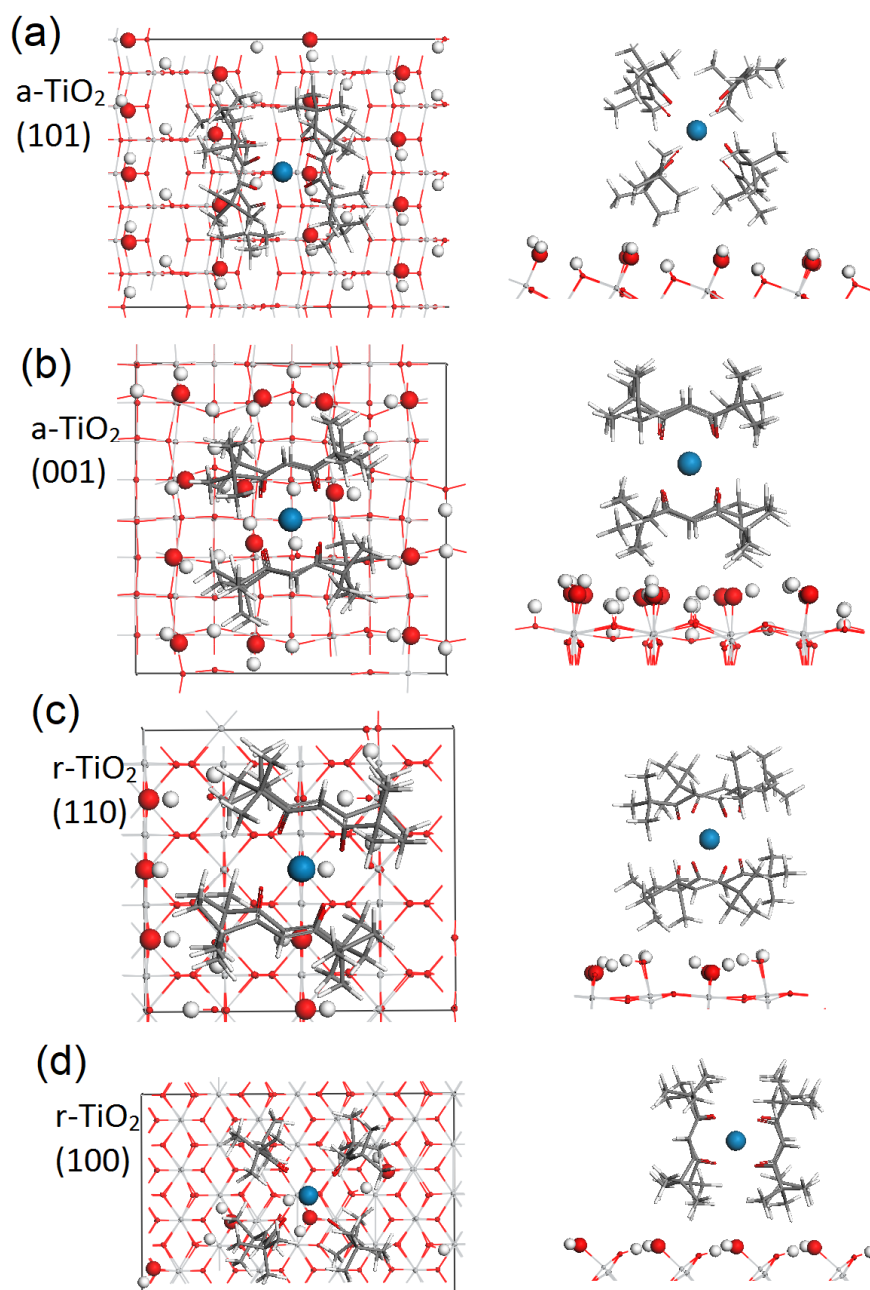 (a)
a-TiO₂
(101)
(b)
a-TiO₂
(001)
(c)
r-TiO₂
(110)
(d)
r-TiO₂
(100)